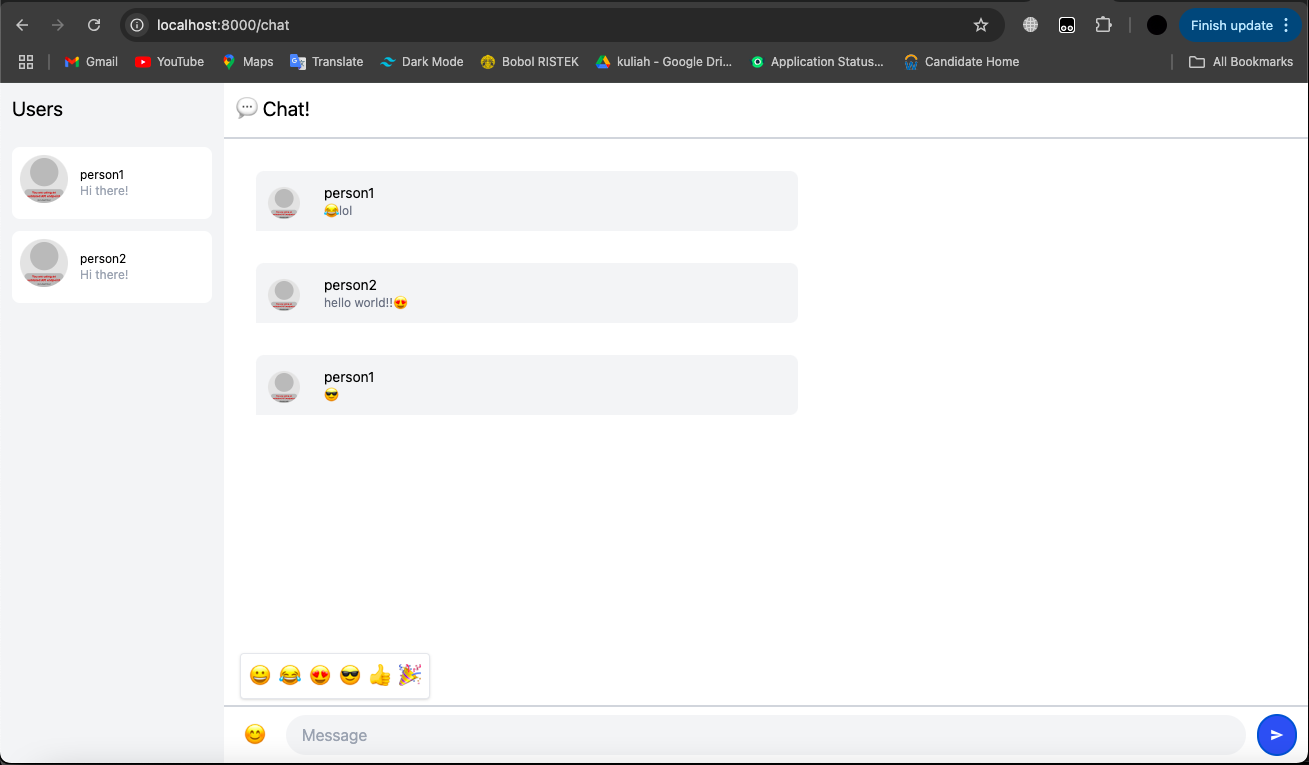 localhost:8000/chat
Finish update
Gmail
YouTube
Maps
Translate
Dark Mode
Bobol RISTEK
kuliah - Google Dri...
Application Status...
Candidate Home
All Bookmarks
Users
person1
Hi there!
person2
Hi there!
💬 Chat!
person1
😂lol
person2
hello world!!😍
person1
😎
😀 😂 😍 😎 👍 🎉
😊
Message